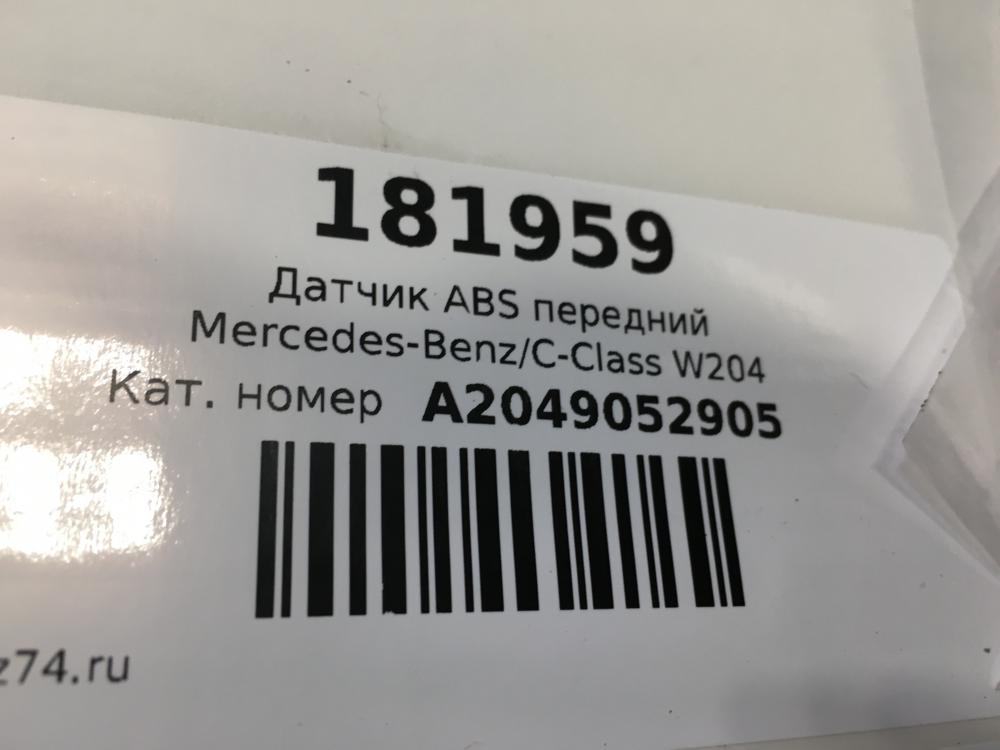 181959
Датчик ABS передний
Mercedes-Benz/C-Class W204
Кат. номер A2049052905
z74.ru